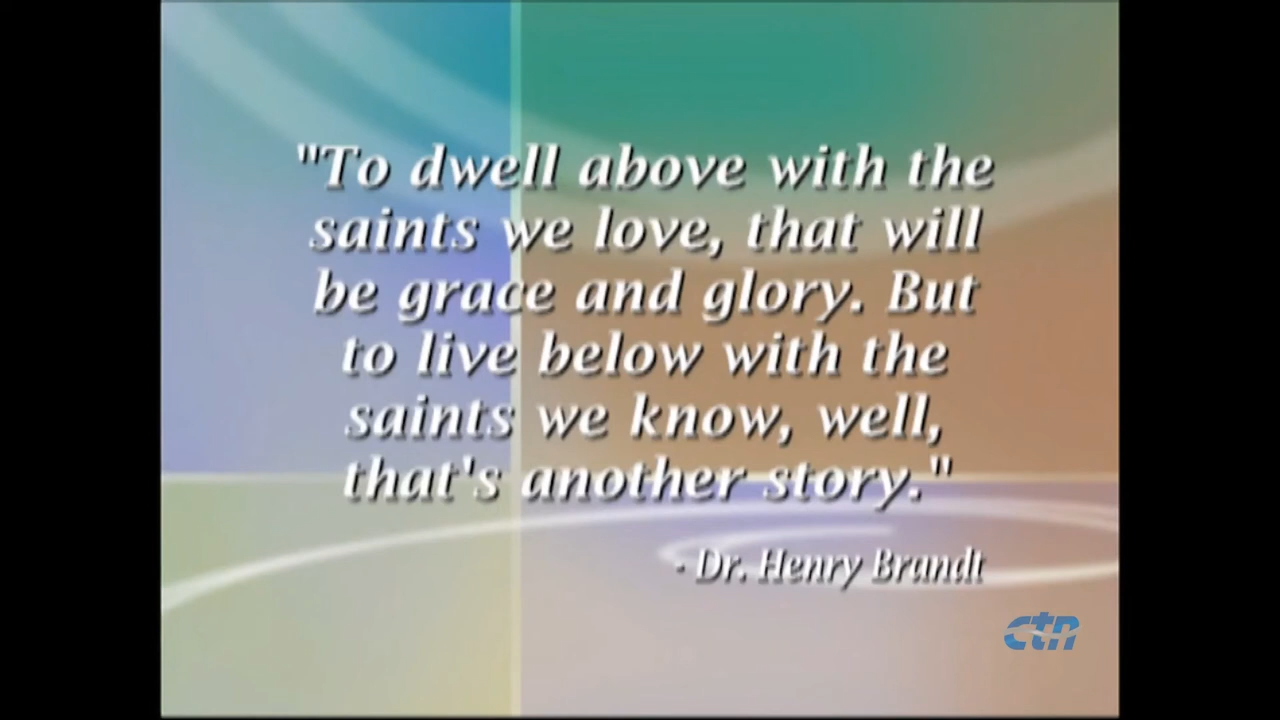 "To dwell above with the
saints we love, that will
be grace and glory. But
to live below with the
saints we know, well,
that's another story."
- Dr. Henry Brandt
ctn